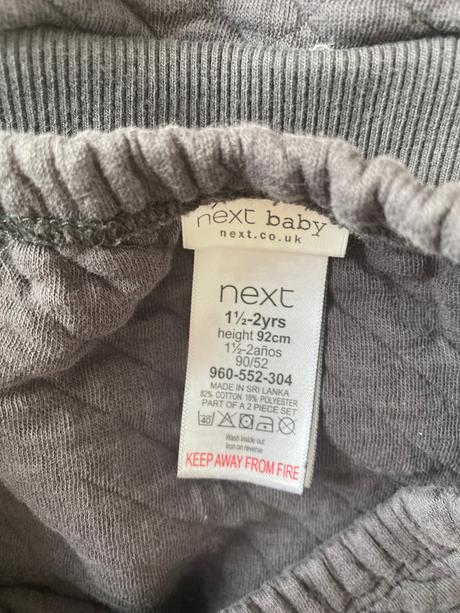 next baby
next.co.uk
next
1½-2yrs
height 92cm
1½-2años
90/52
960-552-304
MADE IN SRI LANKA
82% COTTON 18% POLYESTER
PART OF A 2 PIECE SET
40
Wash inside out
Iron on reverse
KEEP AWAY FROM FIRE